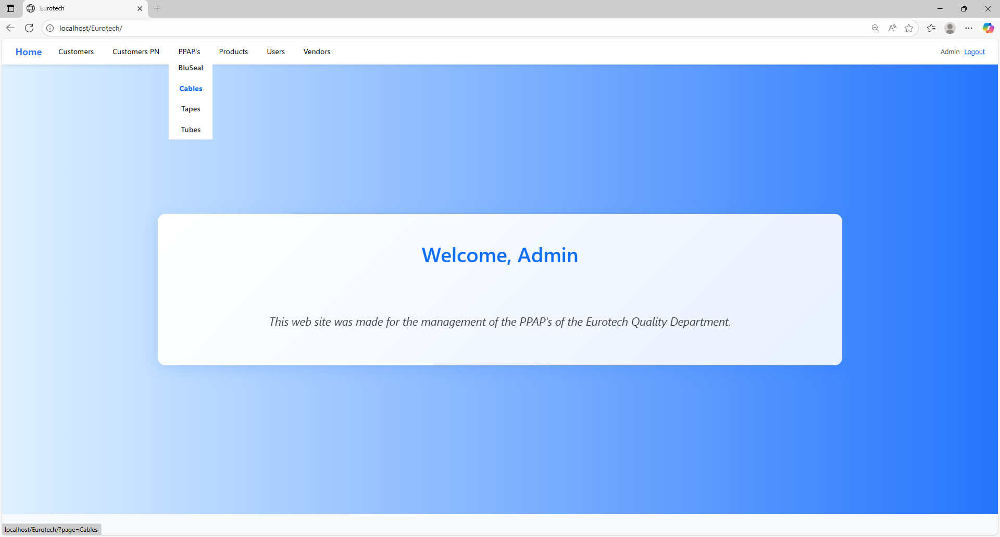 Eurotech
localhost/Eurotech/
Home Customers Customers PN PPAP's Products Users Vendors Admin Logout
BluSeal
Cables
Tapes
Tubes
Welcome, Admin
This web site was made for the management of the PPAP's of the Eurotech Quality Department.
localhost/Eurotech/?page=Cables